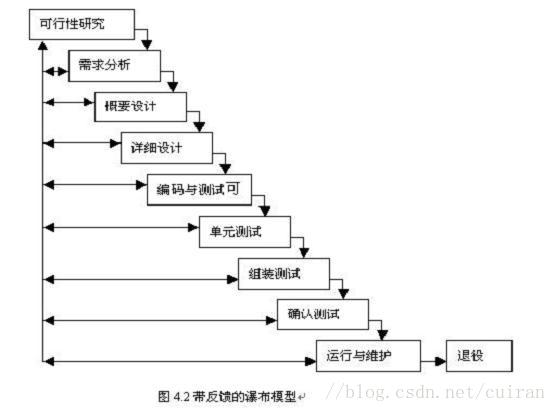 可行性研究
需求分析
概要设计
详细设计
编码与测试可
单元测试
组装测试
确认测试
运行与维护
退役
图 4.2 带反馈的瀑布模型
//blog.csdn.net/cuiran